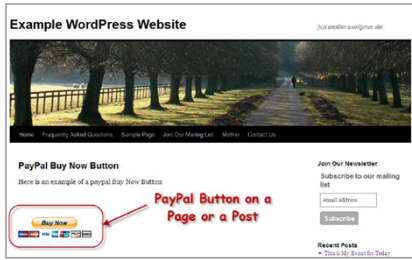 Example WordPress Website
Just another wordpress site
Home Frequently Asked Questions Sample Page Join Our Mailing List Mother Contact Us
PayPal Buy Now Button
Here is an example of a paypal Buy Now Button
Buy Now
PayPal Button on a
Page or a Post
Join Our Newsletter
Subscribe to our mailing
list
email address
Subscribe
Recent Posts
This is My Event for Today